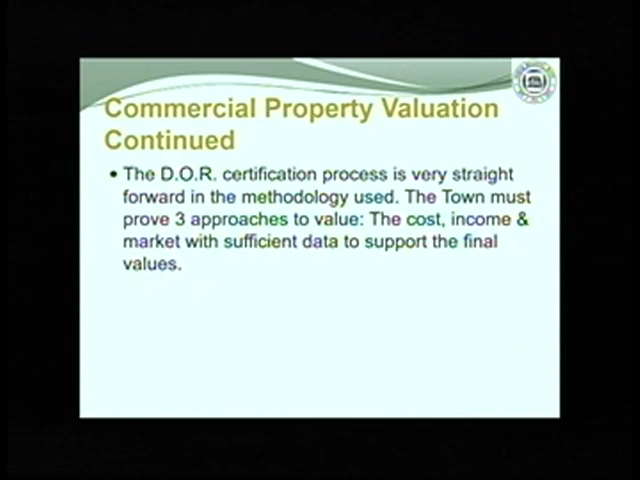 Commercial Property Valuation
Continued
• The D.O.R. certification process is very straight
forward in the methodology used. The Town must
prove 3 approaches to value: The cost, income &
market with sufficient data to support the final
values.